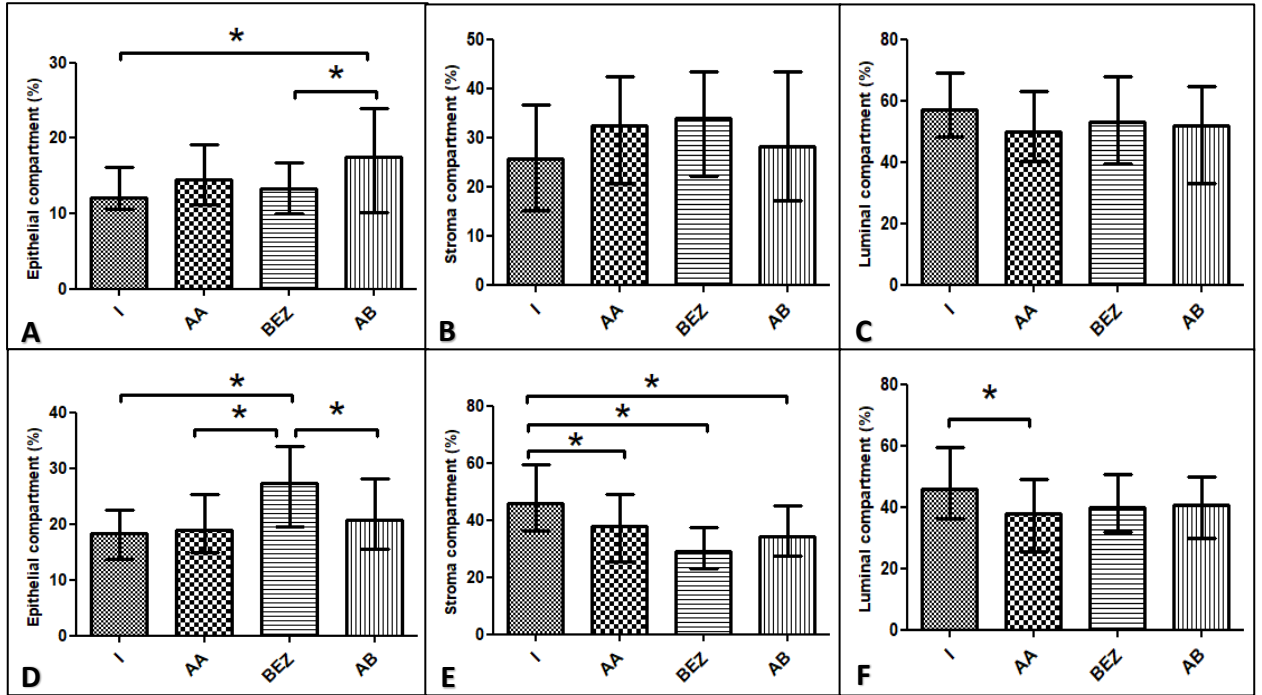 *
*
30
20
10
0
Epithelial compartment (%)
I
AA
BEZ
AB
A
50
40
30
20
10
0
Stroma compartment (%)
I
AA
BEZ
AB
B
80
60
40
20
0
Luminal compartment (%)
I
AA
BEZ
AB
C
*
*
*
40
30
20
10
0
Epithelial compartment (%)
I
AA
BEZ
AB
D
*
*
*
80
60
40
20
0
Stroma compartment (%)
I
AA
BEZ
AB
E
*
80
60
40
20
0
Luminal compartment (%)
I
AA
BEZ
AB
F